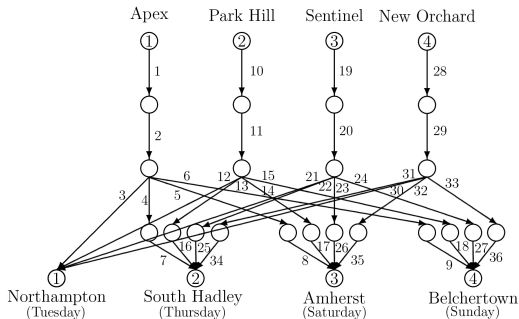 Apex Park Hill Sentinel New Orchard
1 2 3 4
1 10 19 28
2 11 20 29
3 4 5 6 12 13 14 15 21 22 23 24 30 31 32 33
7 16 25 34 8 17 26 35 9 18 27 36
1 2 3 4
Northampton South Hadley Amherst Belchertown
(Tuesday) (Thursday) (Saturday) (Sunday)